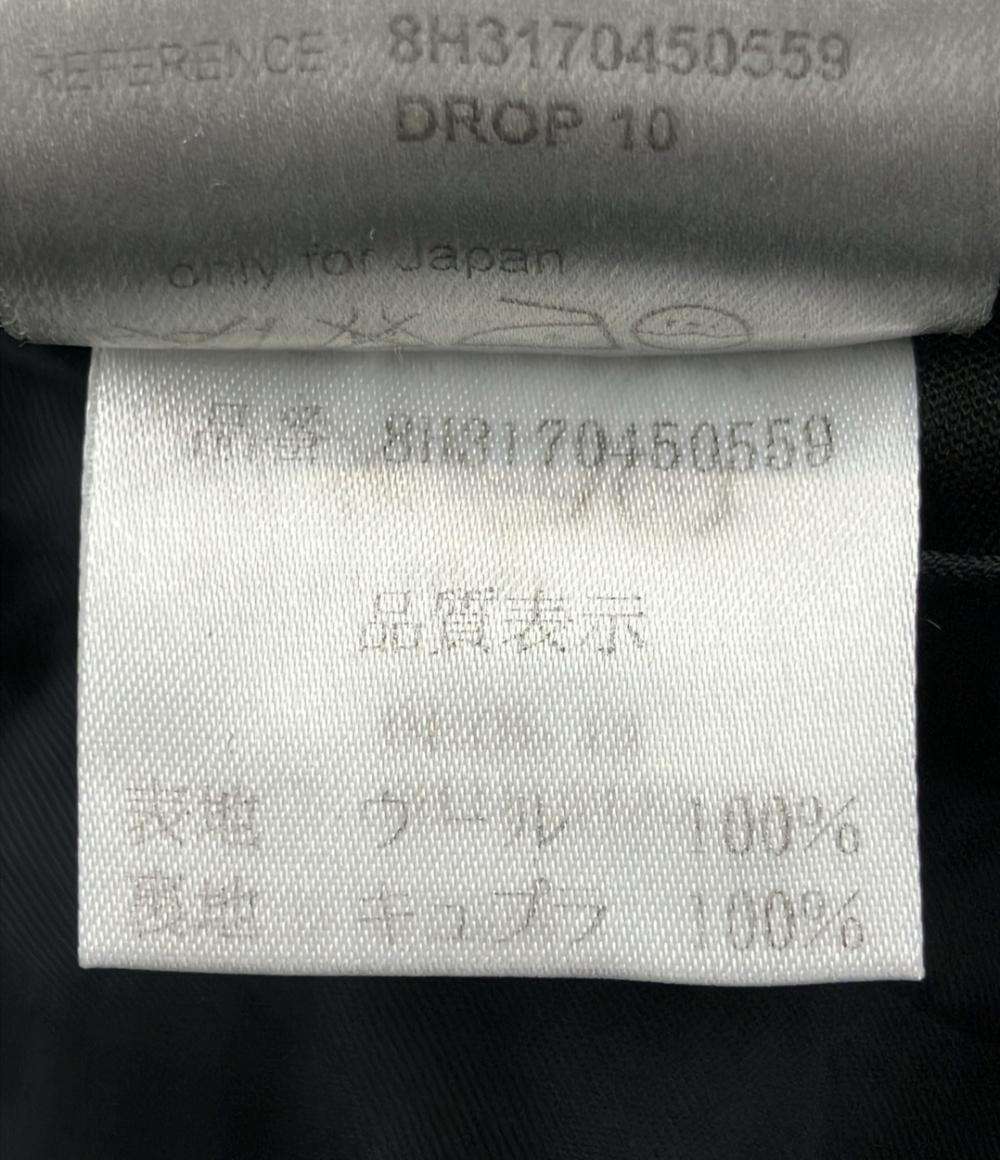 REFERENCE 8H3170450559
DROP 10
only for Japan
品番 8H3170450559
品質表示
表地 ウール 100%
裏地 キュプラ 100%